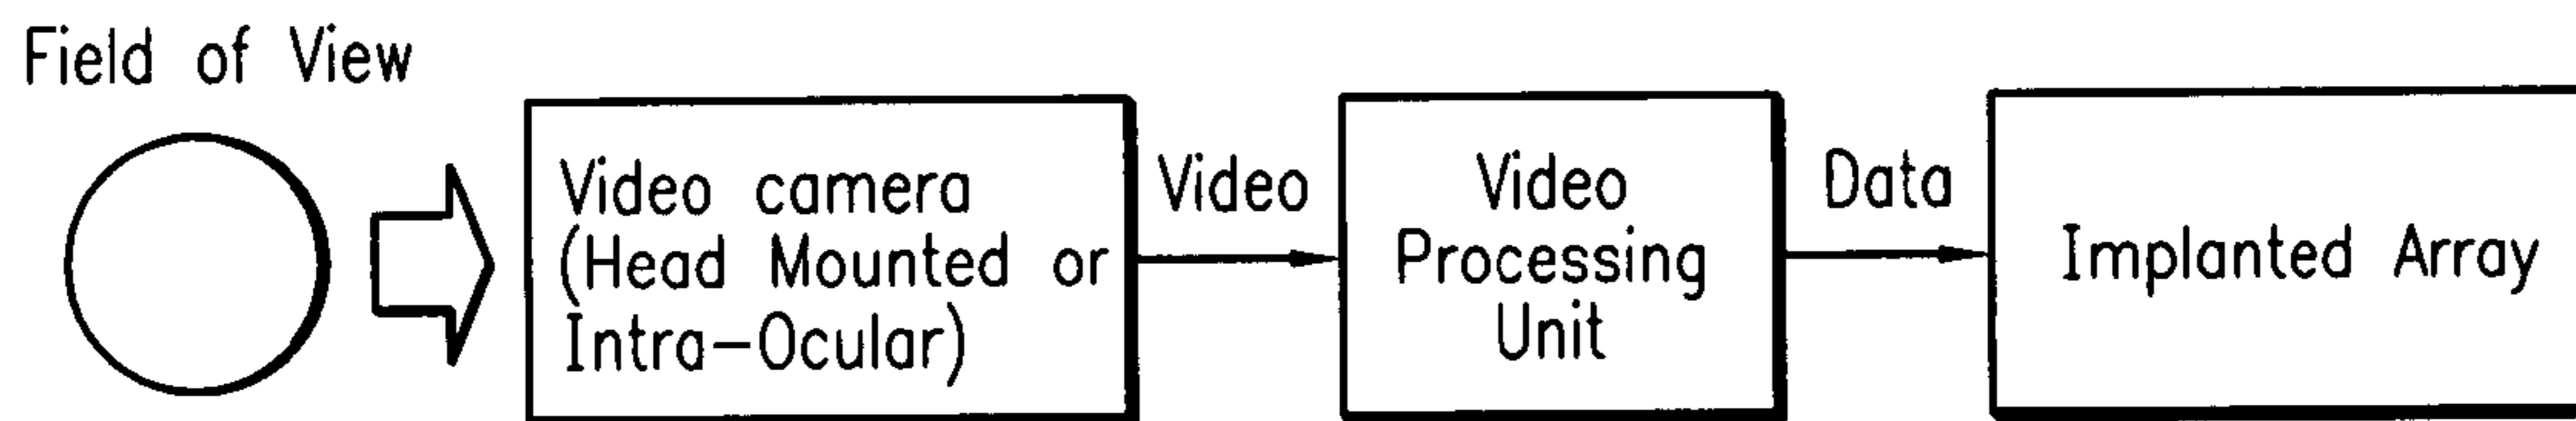 Field of View
Video camera
(Head Mounted or
Intra-Ocular)
Video
Video
Processing
Unit
Data
Implanted Array